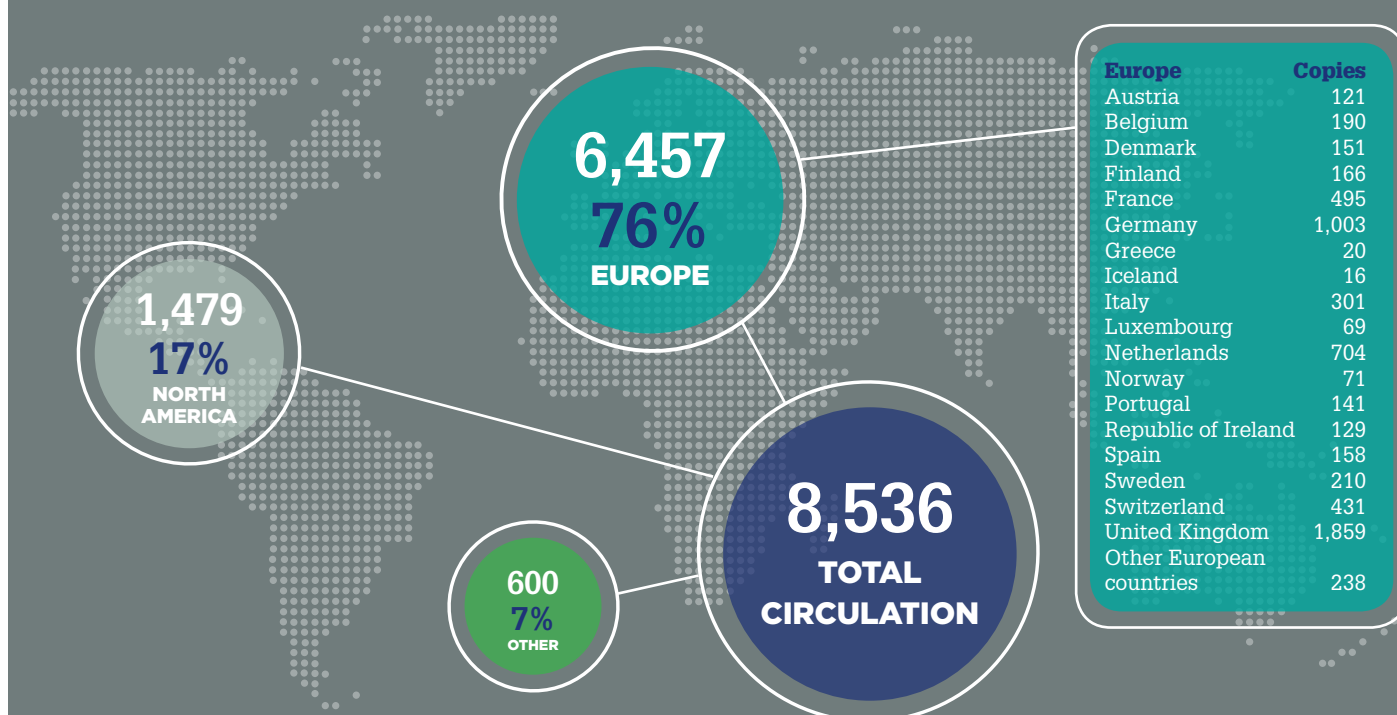 6,457
76%
EUROPE
1,479
17%
NORTH
AMERICA
600
7%
OTHER
8,536
TOTAL
CIRCULATION
Europe Copies
Austria 121
Belgium 190
Denmark 151
Finland 166
France 495
Germany 1,003
Greece 20
Iceland 16
Italy 301
Luxembourg 69
Netherlands 704
Norway 71
Portugal 141
Republic of Ireland 129
Spain 158
Sweden 210
Switzerland 431
United Kingdom 1,859
Other European
countries 238